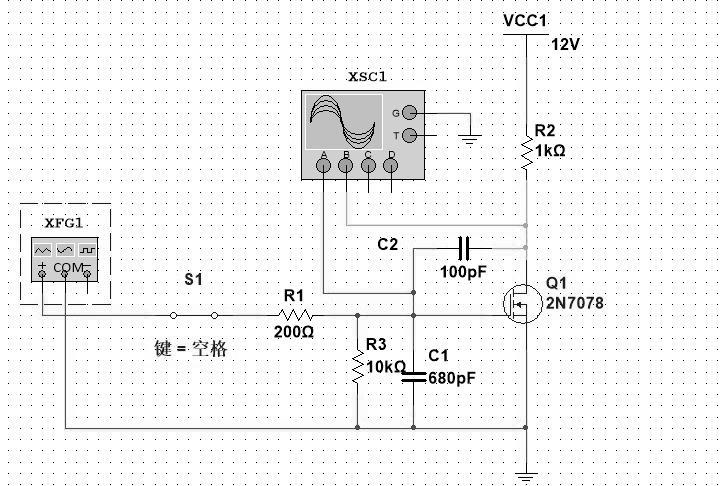 VCC1
12V
XSC1
G
T
A
B
C
D
R2
1kΩ
XFG1
+
COM
−
C2
100pF
Q1
2N7078
S1
R1
200Ω
键 = 空格
R3
10kΩ
C1
680pF